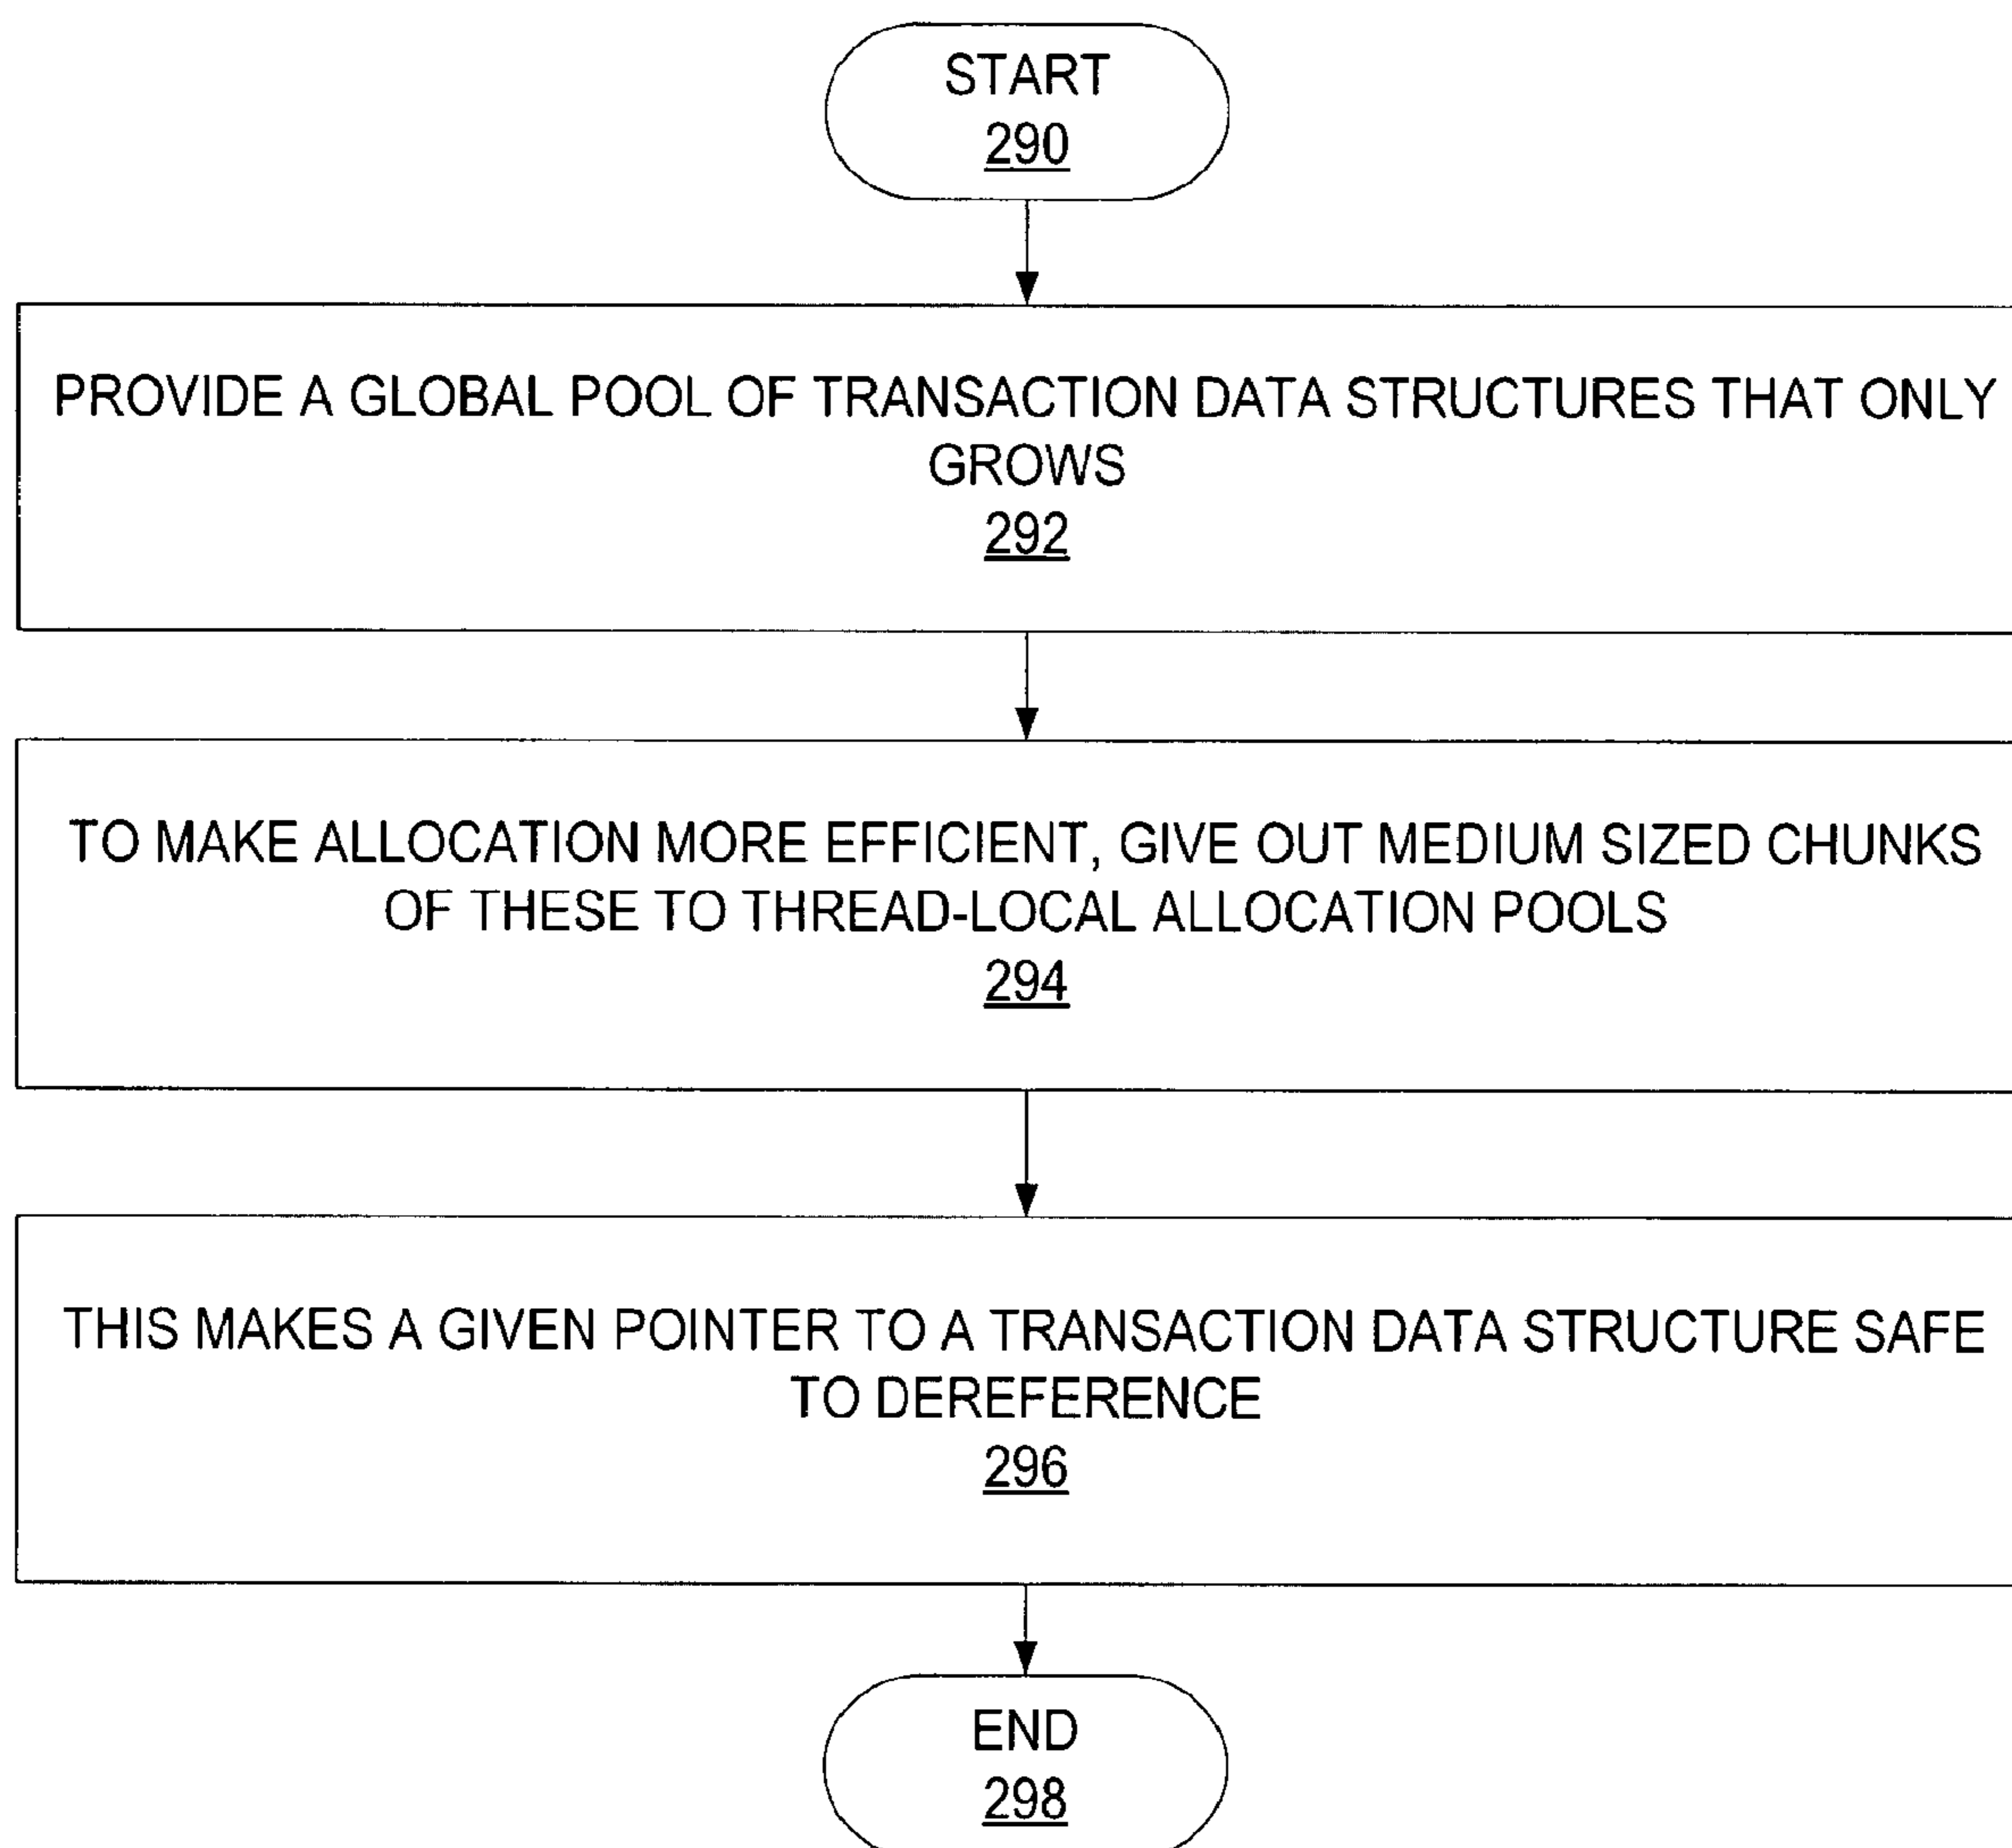 START
290
PROVIDE A GLOBAL POOL OF TRANSACTION DATA STRUCTURES THAT ONLY
GROWS
292
TO MAKE ALLOCATION MORE EFFICIENT, GIVE OUT MEDIUM SIZED CHUNKS
OF THESE TO THREAD-LOCAL ALLOCATION POOLS
294
THIS MAKES A GIVEN POINTER TO A TRANSACTION DATA STRUCTURE SAFE
TO DEREFERENCE
296
END
298